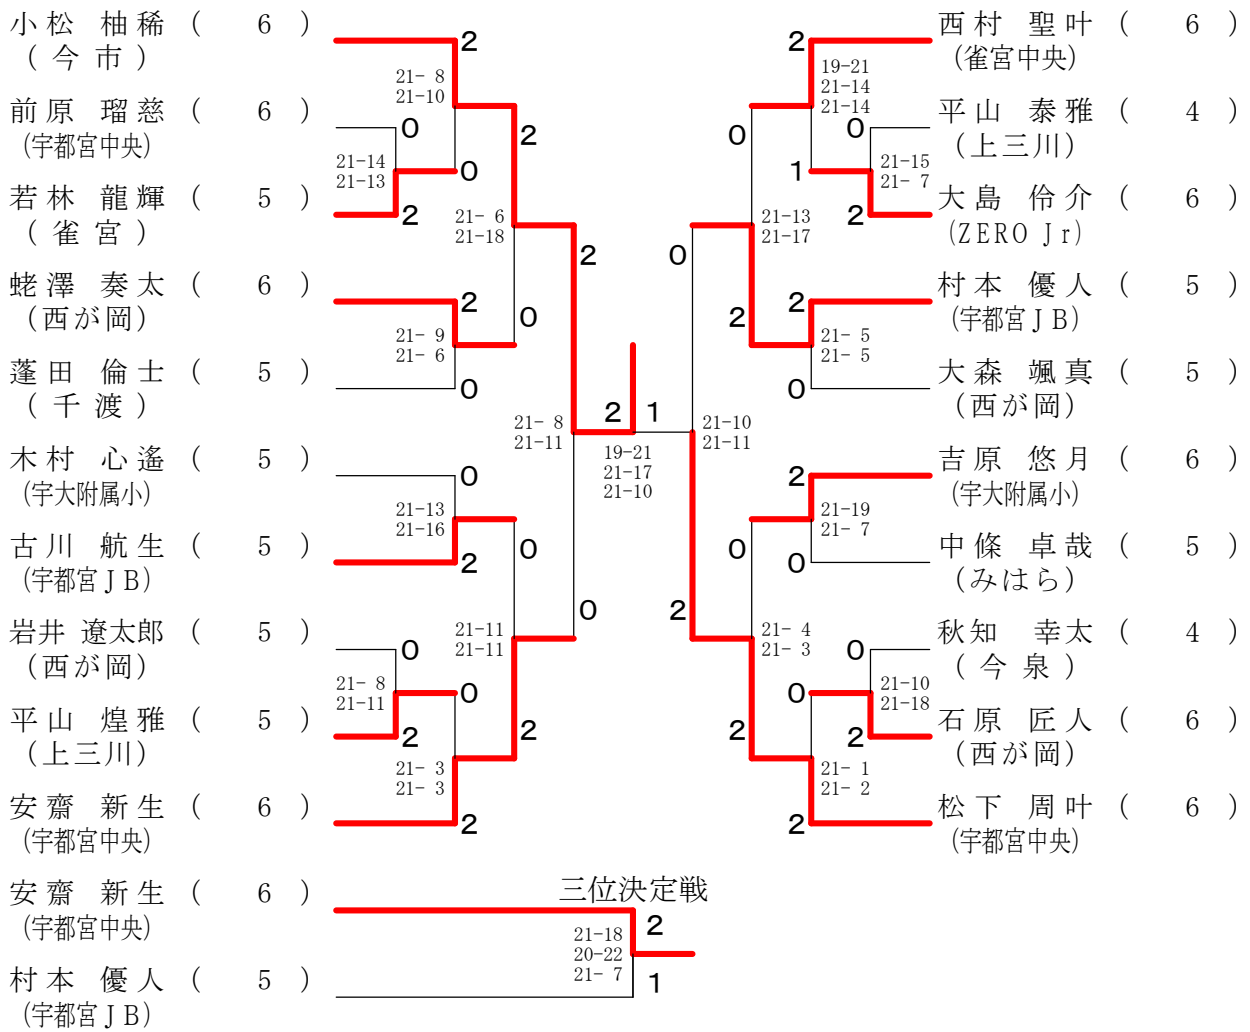 小松 柚稀 ( 6 )
( 今 市 )
2
21- 8
21-10
前原 瑠慈 ( 6 )
(宇都宮中央)
0
2
21-14
21-13
0
若林 龍輝 ( 5 )
( 雀 宮 )
2
21- 6
21-18
2
蛯澤 奏太 ( 6 )
(西が岡)
2
0
21- 9
21- 6
蓬田 倫士 ( 5 )
( 千 渡 )
0
21- 8
21-11
木村 心遙 ( 5 )
(宇大附属小)
0
21-13
21-16
古川 航生 ( 5 )
(宇都宮ＪＢ)
2
0
0
岩井 遼太郎 ( 5 )
(西が岡)
0
21-11
21-11
21- 8
21-11
0
平山 煌雅 ( 5 )
(上三川)
2
2
21- 3
21- 3
安齋 新生 ( 6 )
(宇都宮中央)
2
2 1
19-21
21-17
21-10
西村 聖叶 ( 6 )
(雀宮中央)
2
19-21
21-14
21-14
平山 泰雅 ( 4 )
(上三川)
0
0
21-15
21- 7
1
大島 伶介 ( 6 )
(ZERO Jr)
2
21-13
21-17
0
村本 優人 ( 5 )
(宇都宮ＪＢ)
2
2
21- 5
21- 5
大森 颯真 ( 5 )
(西が岡)
0
21-10
21-11
吉原 悠月 ( 6 )
(宇大附属小)
2
21-19
21- 7
中條 卓哉 ( 5 )
(みはら)
0
0
2
秋知 幸太 ( 4 )
( 今 泉 )
0
21- 4
21- 3
21-10
21-18
0
石原 匠人 ( 6 )
(西が岡)
2
2
21- 1
21- 2
松下 周叶 ( 6 )
(宇都宮中央)
2
三位決定戦
安齋 新生 ( 6 )
(宇都宮中央)
2
21-18
20-22
21- 7
村本 優人 ( 5 )
(宇都宮ＪＢ)
1